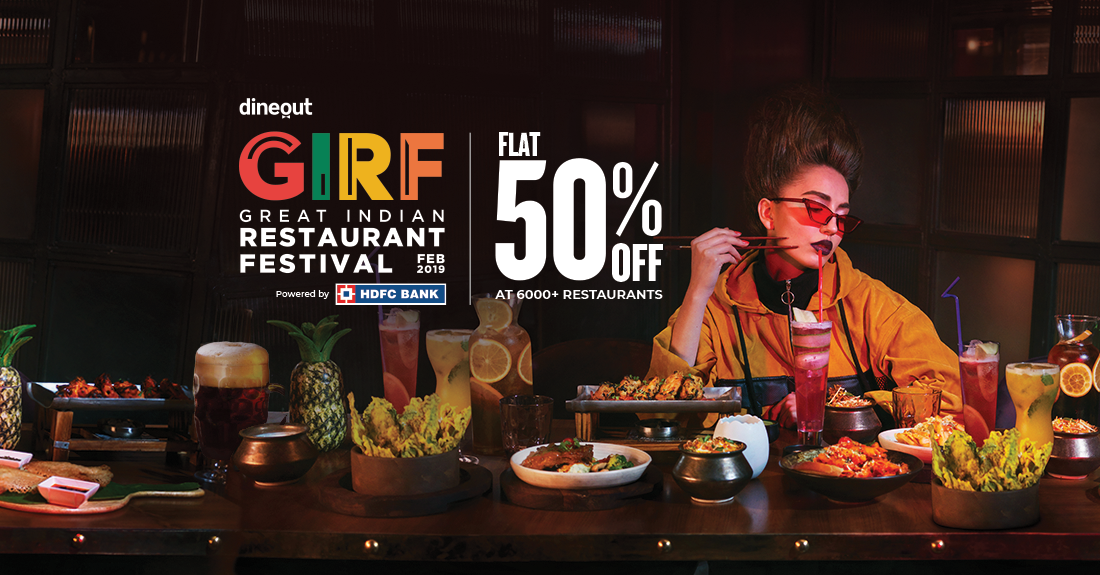 dineout
GIRF
GREAT INDIAN
RESTAURANT
FESTIVAL FEB 2019
Powered by HDFC BANK
FLAT
50% OFF
AT 6000+ RESTAURANTS